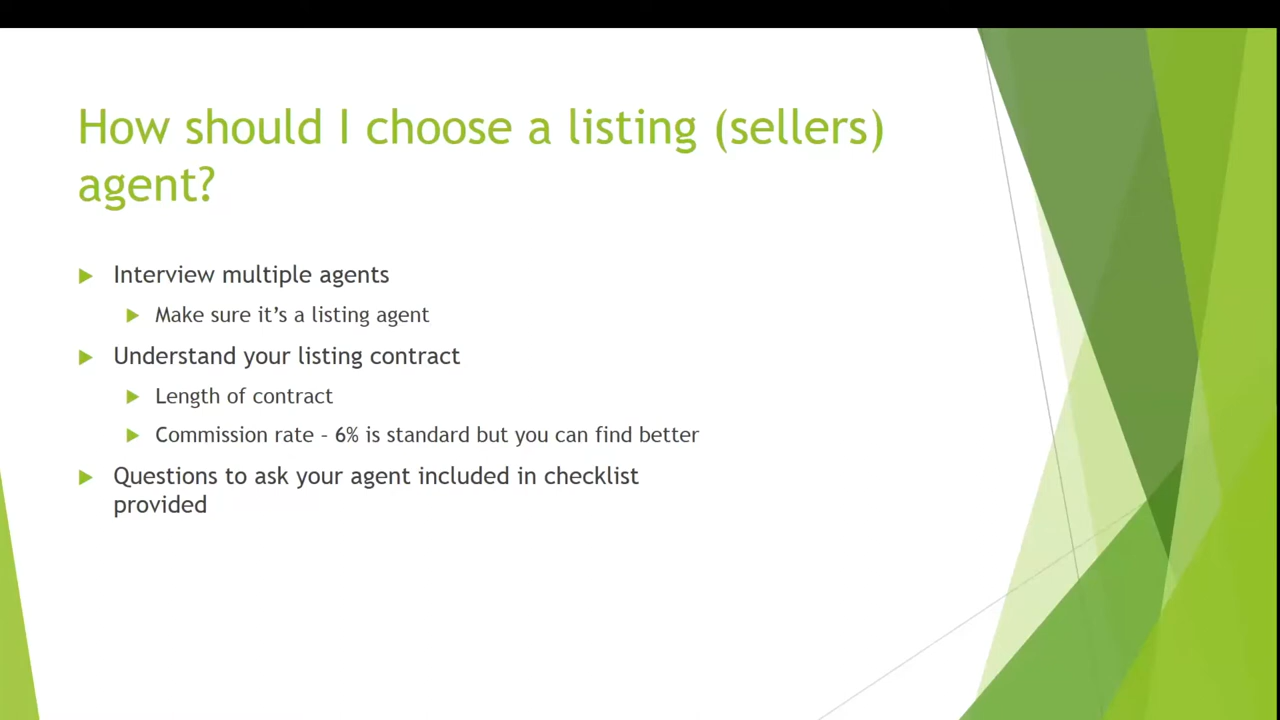 How should I choose a listing (sellers)
agent?
Interview multiple agents
Make sure it’s a listing agent
Understand your listing contract
Length of contract
Commission rate – 6% is standard but you can find better
Questions to ask your agent included in checklist
provided